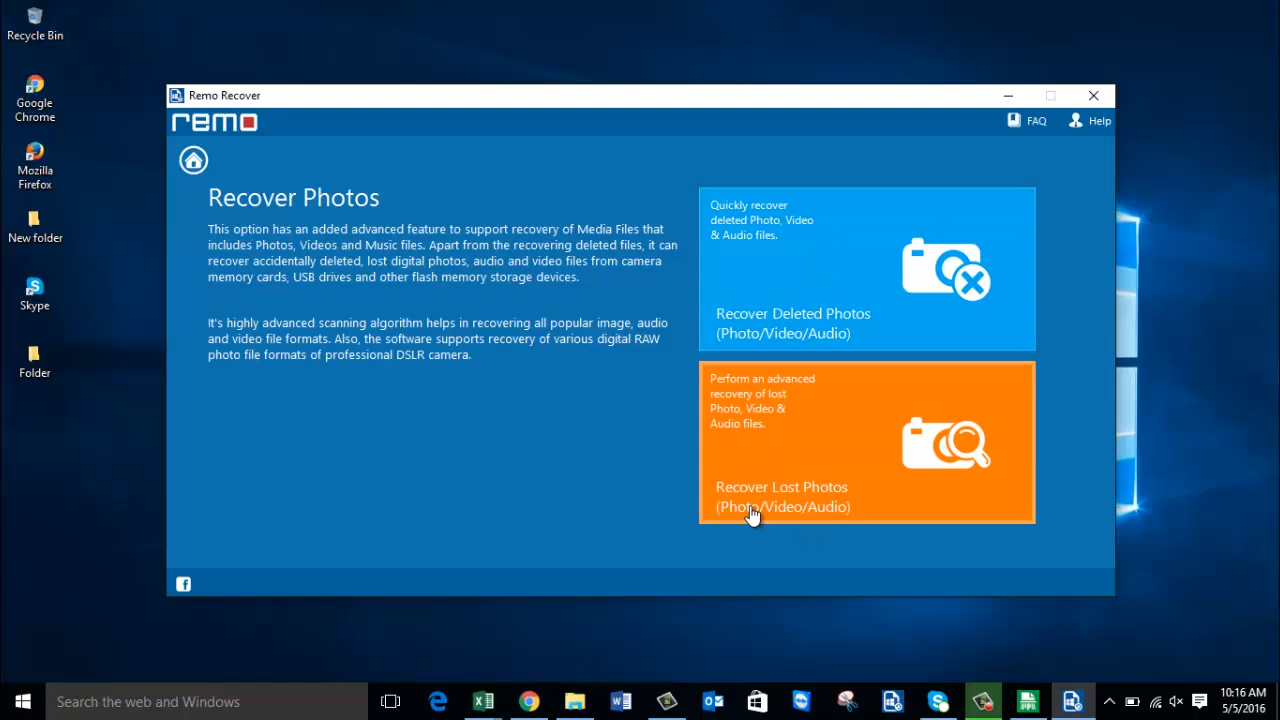 Recycle Bin
Google
Chrome
Mozilla
Firefox
New folder
Skype
Folder
Remo Recover
remo
FAQ
Help
Recover Photos
This option has an added advanced feature to support recovery of Media Files that
includes Photos, Videos and Music files. Apart from the recovering deleted files, it can
recover accidentally deleted, lost digital photos, audio and video files from camera
memory cards, USB drives and other flash memory storage devices.
It's highly advanced scanning algorithm helps in recovering all popular image, audio
and video file formats. Also, the software supports recovery of various digital RAW
photo file formats of professional DSLR camera.
Quickly recover
deleted Photo, Video
& Audio files.
Recover Deleted Photos
(Photo/Video/Audio)
Perform an advanced
recovery of lost
Photo, Video &
Audio files.
Recover Lost Photos
(Photo/Video/Audio)
Search the web and Windows
10:16 AM
5/5/2016